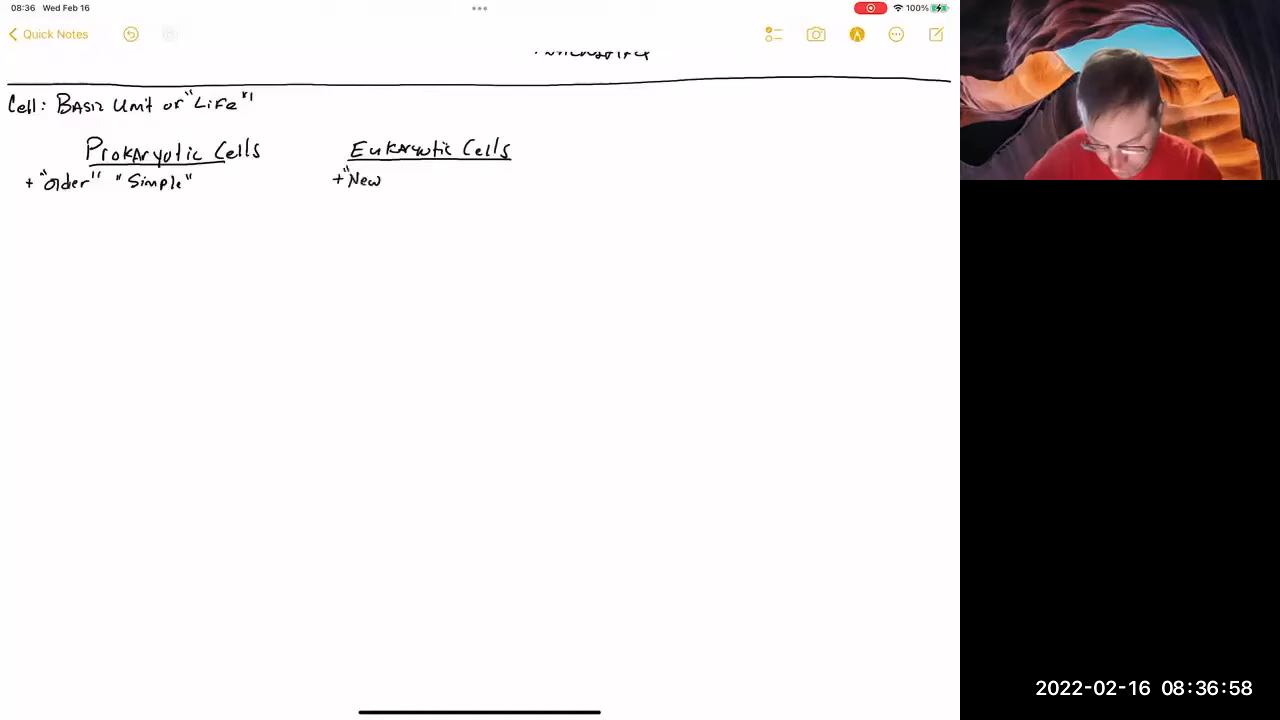 08:36 Wed Feb 16
100%
Quick Notes
Cell: Basic Unit of "Life"
Prokaryotic Cells Eukaryotic Cells
+ "older" "Simple" + "New
2022-02-16 08:36:58